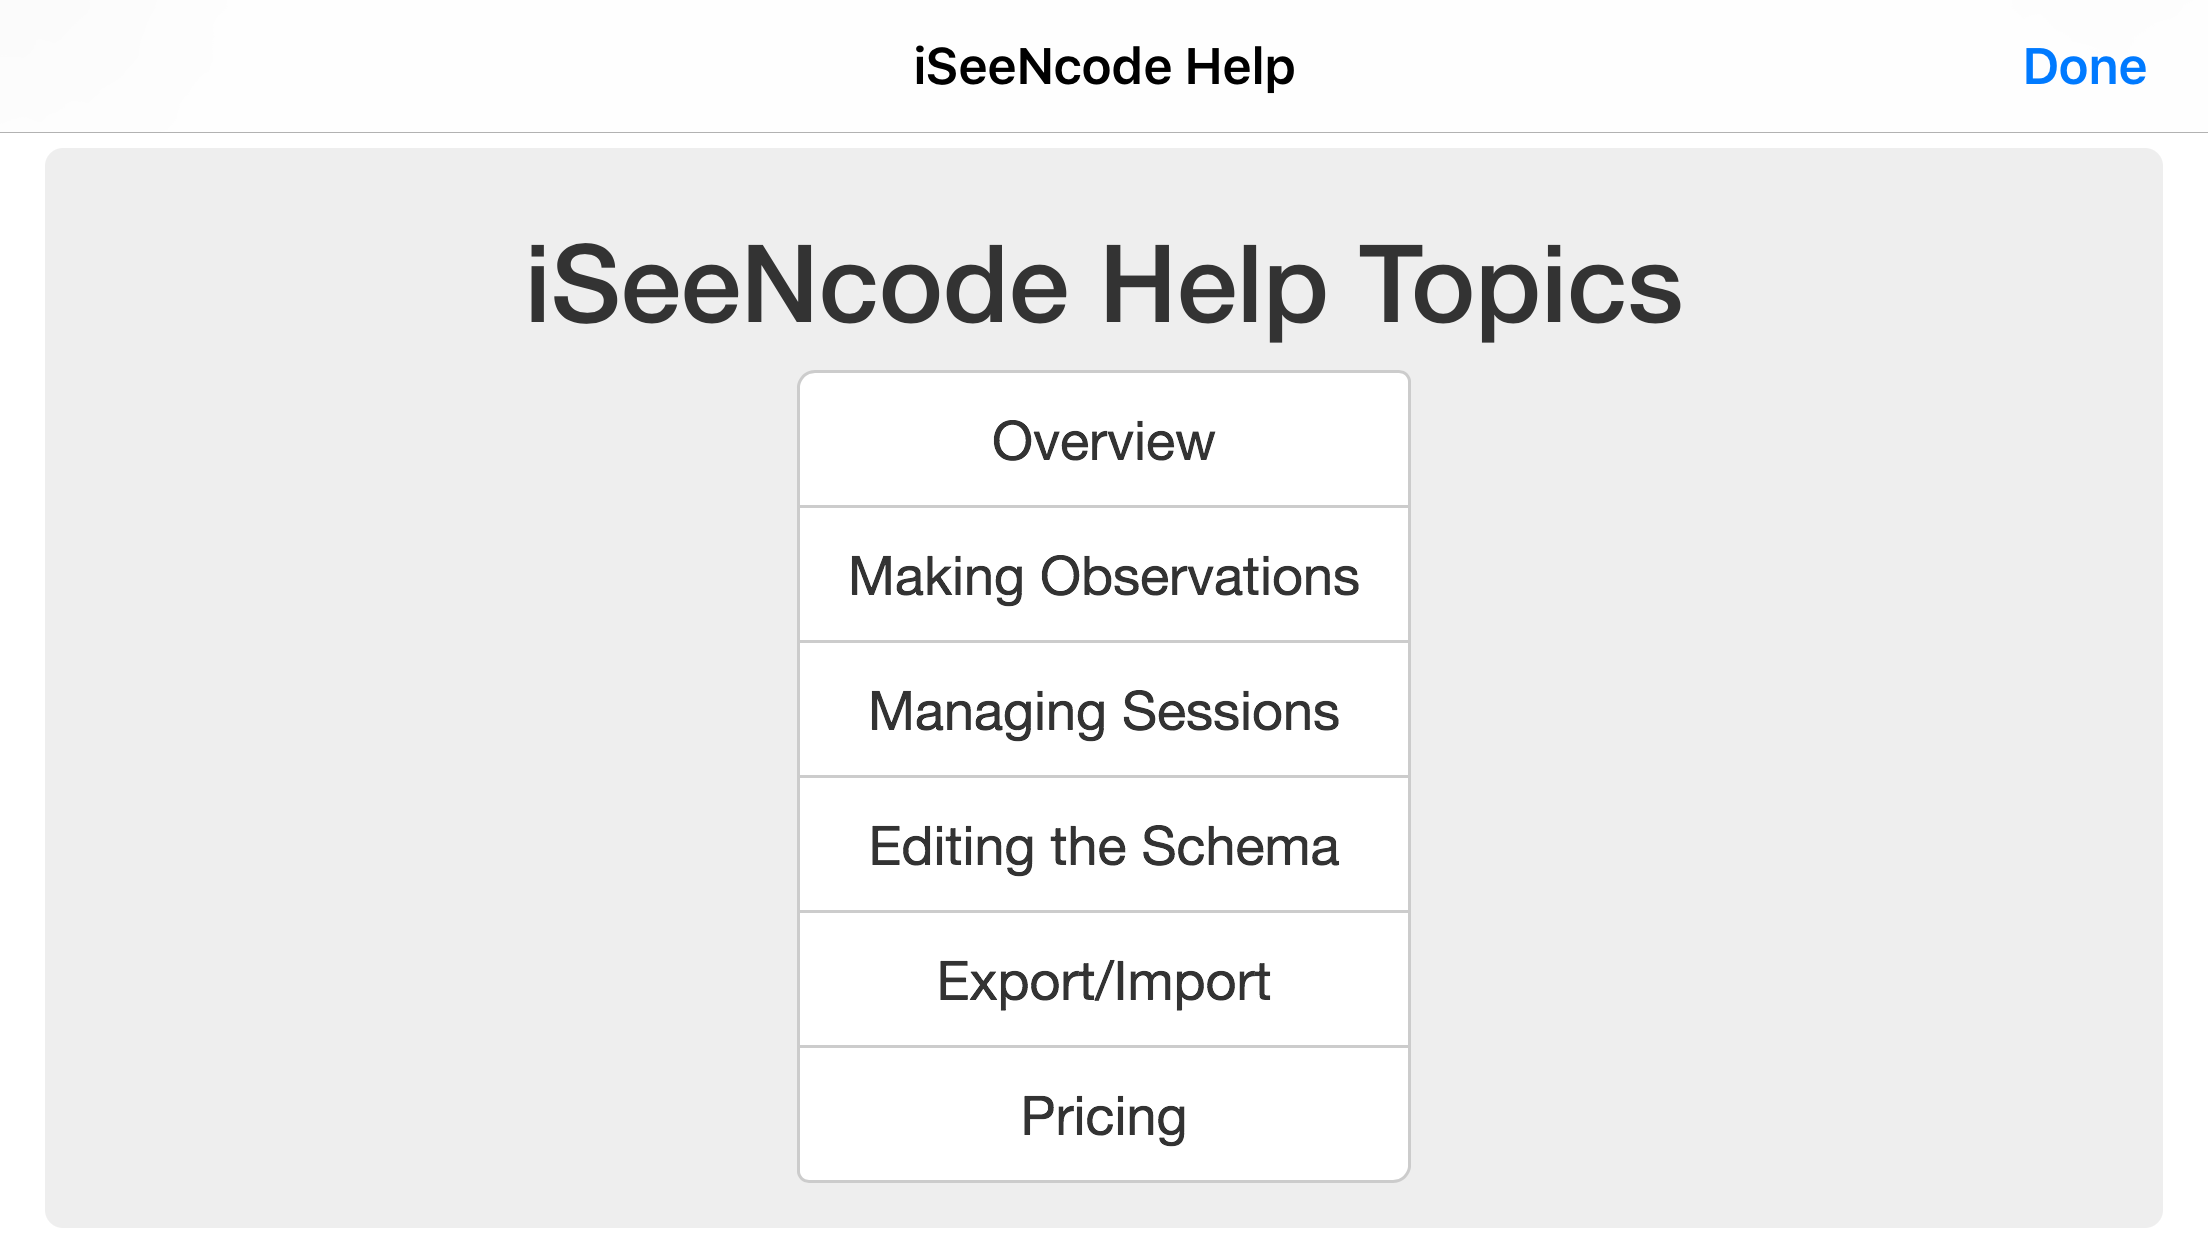 iSeeNcode Help
Done
iSeeNcode Help Topics
Overview
Making Observations
Managing Sessions
Editing the Schema
Export/Import
Pricing